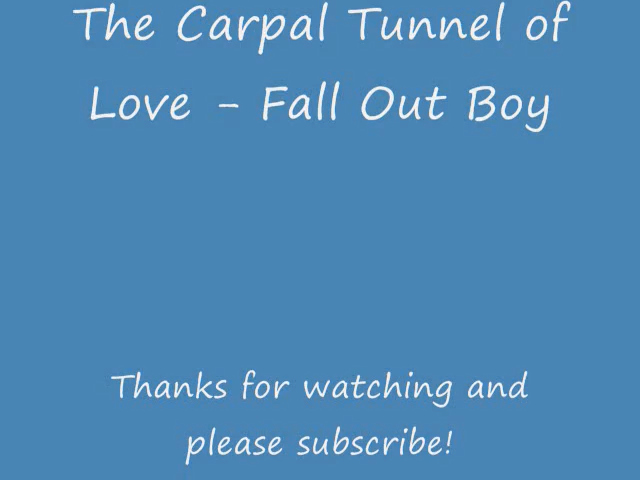 The Carpal Tunnel of
Love - Fall Out Boy
Thanks for watching and
please subscribe!